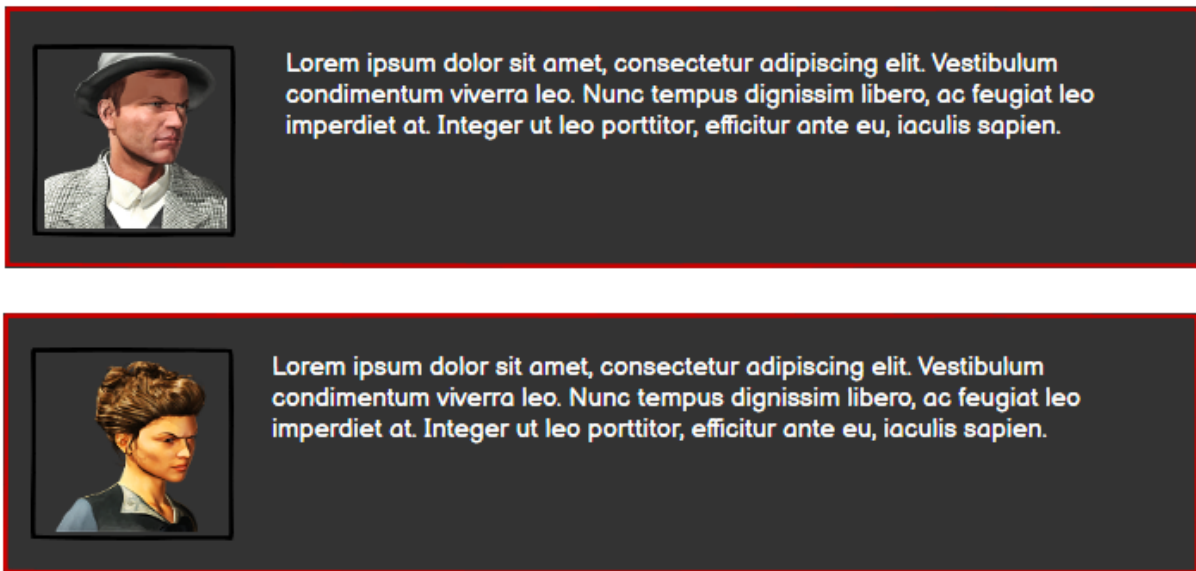 Lorem ipsum dolor sit amet, consectetur adipiscing elit. Vestibulum
condimentum viverra leo. Nunc tempus dignissim libero, ac feugiat leo
imperdiet at. Integer ut leo porttitor, efficitur ante eu, iaculis sapien.
Lorem ipsum dolor sit amet, consectetur adipiscing elit. Vestibulum
condimentum viverra leo. Nunc tempus dignissim libero, ac feugiat leo
imperdiet at. Integer ut leo porttitor, efficitur ante eu, iaculis sapien.